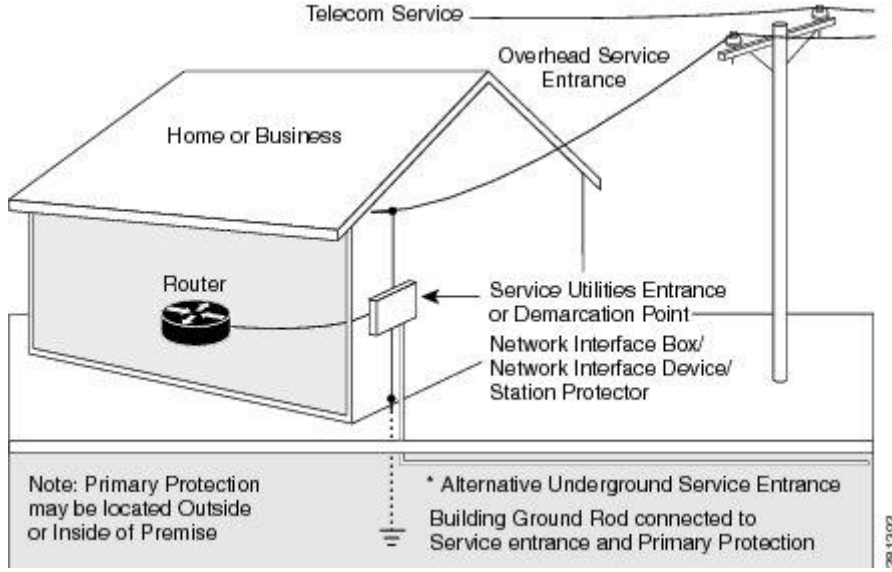 Telecom Service
Overhead Service
Entrance
Home or Business
Router
Service Utilities Entrance
or Demarcation Point
Network Interface Box/
Network Interface Device/
Station Protector
Note: Primary Protection
may be located Outside
or Inside of Premise
* Alternative Underground Service Entrance
Building Ground Rod connected to
Service entrance and Primary Protection